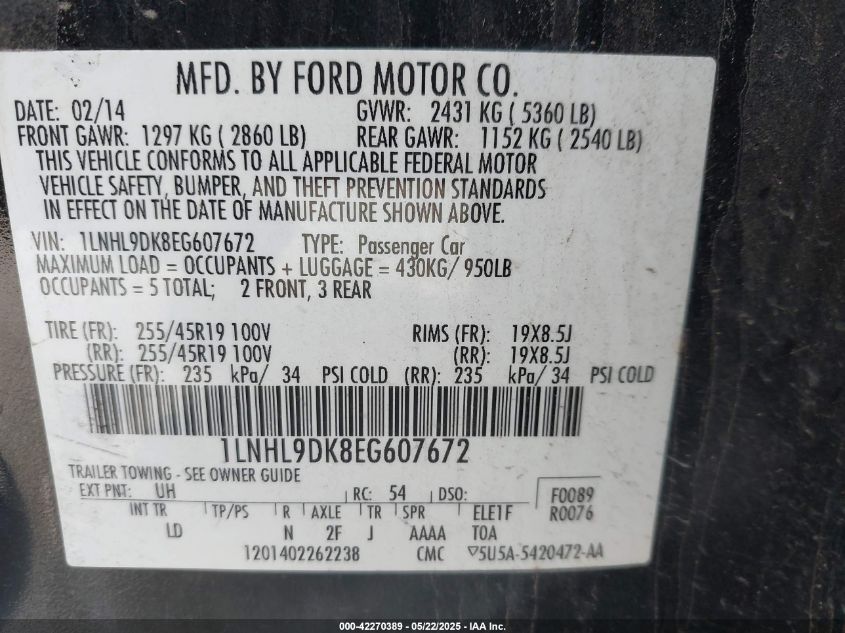 MFD. BY FORD MOTOR CO.
DATE: 02/14 GVWR: 2431 KG ( 5360 LB)
FRONT GAWR: 1297 KG ( 2860 LB) REAR GAWR: 1152 KG ( 2540 LB)
THIS VEHICLE CONFORMS TO ALL APPLICABLE FEDERAL MOTOR
VEHICLE SAFETY, BUMPER, AND THEFT PREVENTION STANDARDS
IN EFFECT ON THE DATE OF MANUFACTURE SHOWN ABOVE.
VIN: 1LNHL9DK8EG607672 TYPE: Passenger Car
MAXIMUM LOAD = OCCUPANTS + LUGGAGE = 430KG/ 950LB
OCCUPANTS = 5 TOTAL; 2 FRONT, 3 REAR
TIRE (FR): 255/45R19 100V RIMS (FR): 19X8.5J
(RR): 255/45R19 100V (RR): 19X8.5J
PRESSURE (FR): 235 kPa/ 34 PSI COLD (RR): 235 kPa/ 34 PSI COLD
1LNHL9DK8EG607672
TRAILER TOWING - SEE OWNER GUIDE
EXT PNT: UH RC: 54 DSO: F0089
INT TR TP/PS R AXLE TR SPR ELE1F R0076
LD N 2F J AAAA TOA
1201402262238 CMC ▽5U5A-5420472-AA
000-42270389 - 05/22/2025 - IAA Inc.